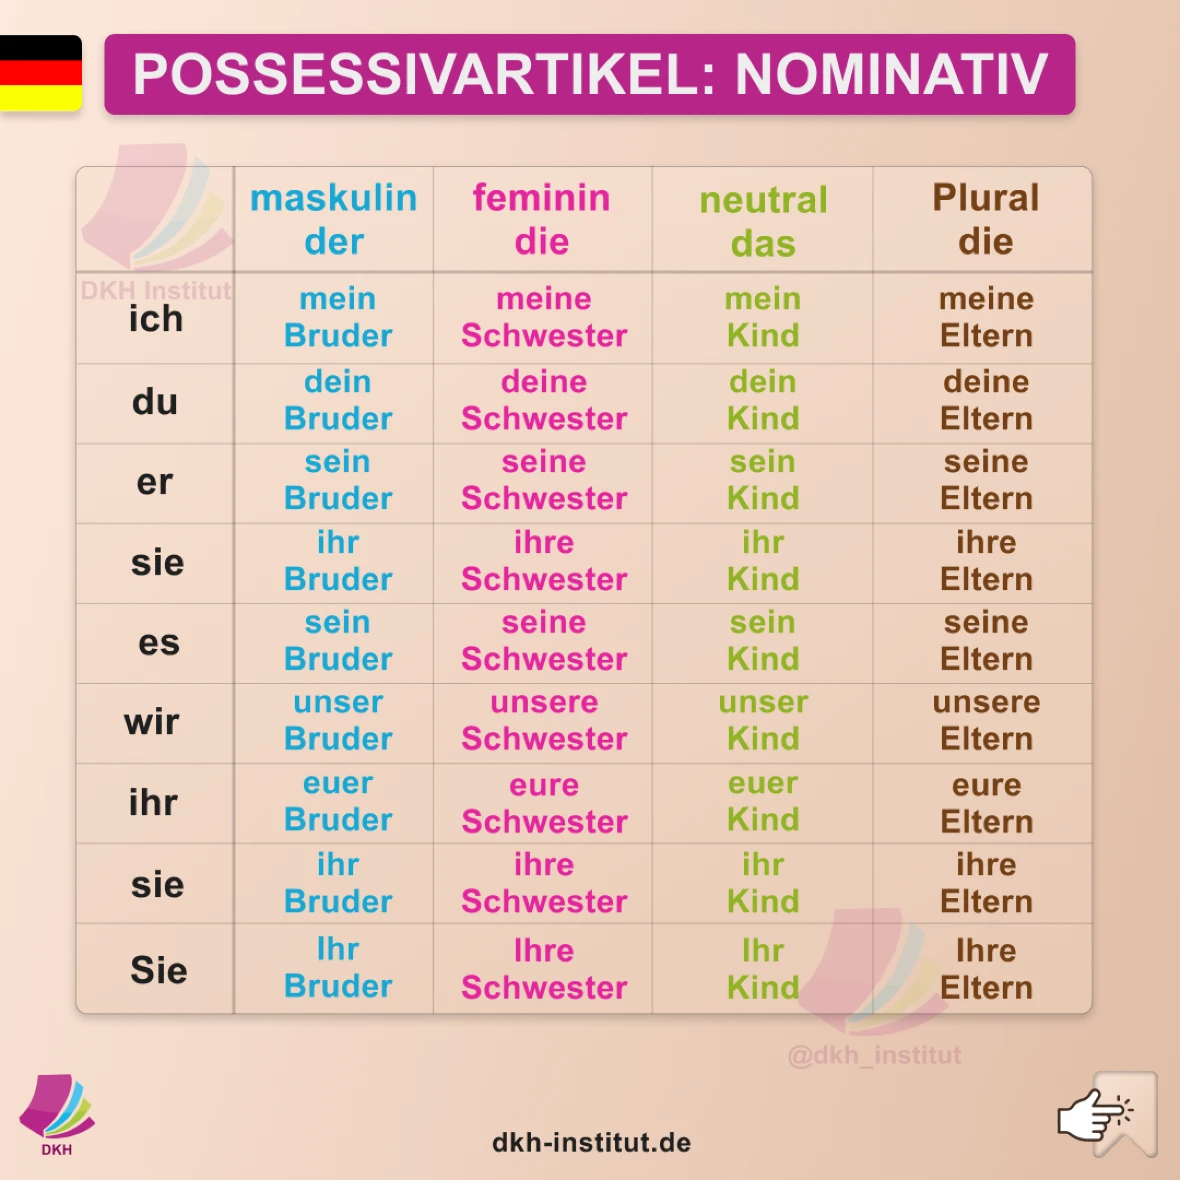 POSSESSIVARTIKEL: NOMINATIV
maskulin feminin neutral Plural
der die das die
DKH Institut
ich
mein meine mein meine
Bruder Schwester Kind Eltern
du
dein deine dein deine
Bruder Schwester Kind Eltern
er
sein seine sein seine
Bruder Schwester Kind Eltern
sie
ihr ihre ihr ihre
Bruder Schwester Kind Eltern
es
sein seine sein seine
Bruder Schwester Kind Eltern
wir
unser unsere unser unsere
Bruder Schwester Kind Eltern
ihr
euer eure euer eure
Bruder Schwester Kind Eltern
sie
ihr ihre ihr ihre
Bruder Schwester Kind Eltern
Sie
Ihr Ihre Ihr Ihre
Bruder Schwester Kind Eltern
@dkh_institut
DKH
dkh-institut.de